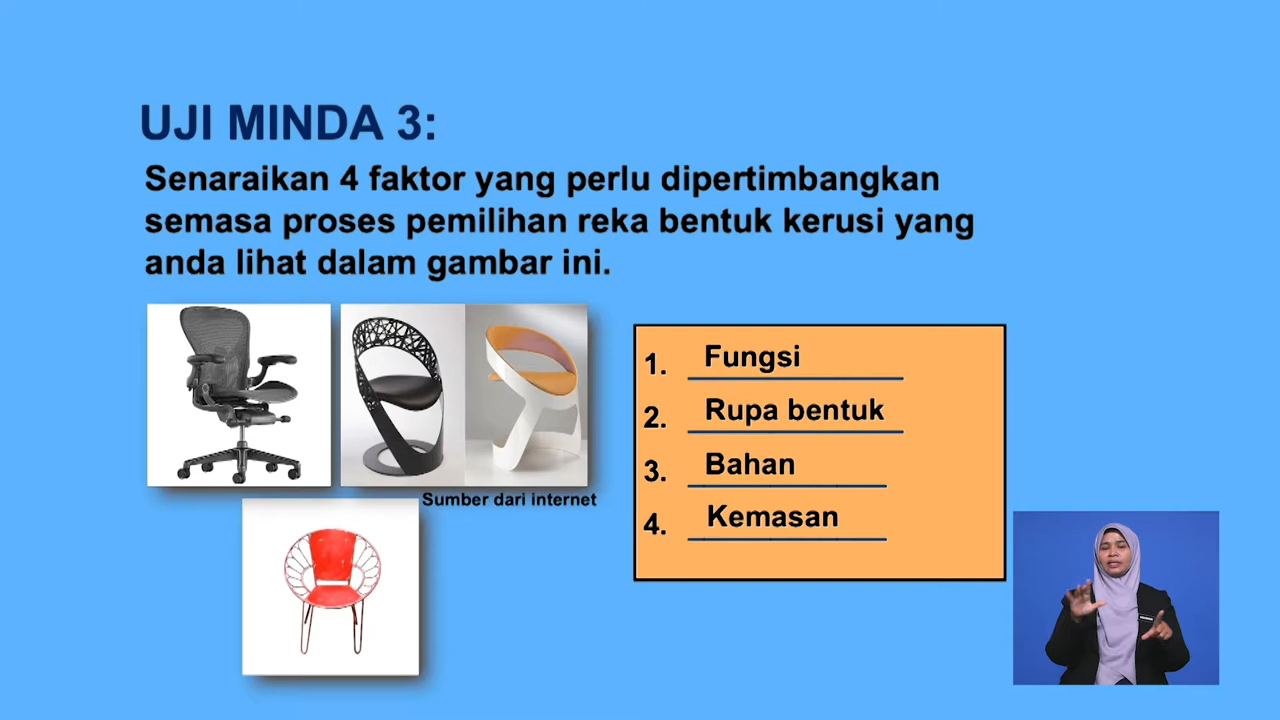 UJI MINDA 3:
Senaraikan 4 faktor yang perlu dipertimbangkan
semasa proses pemilihan reka bentuk kerusi yang
anda lihat dalam gambar ini.
Sumber dari internet
1. Fungsi
2. Rupa bentuk
3. Bahan
4. Kemasan